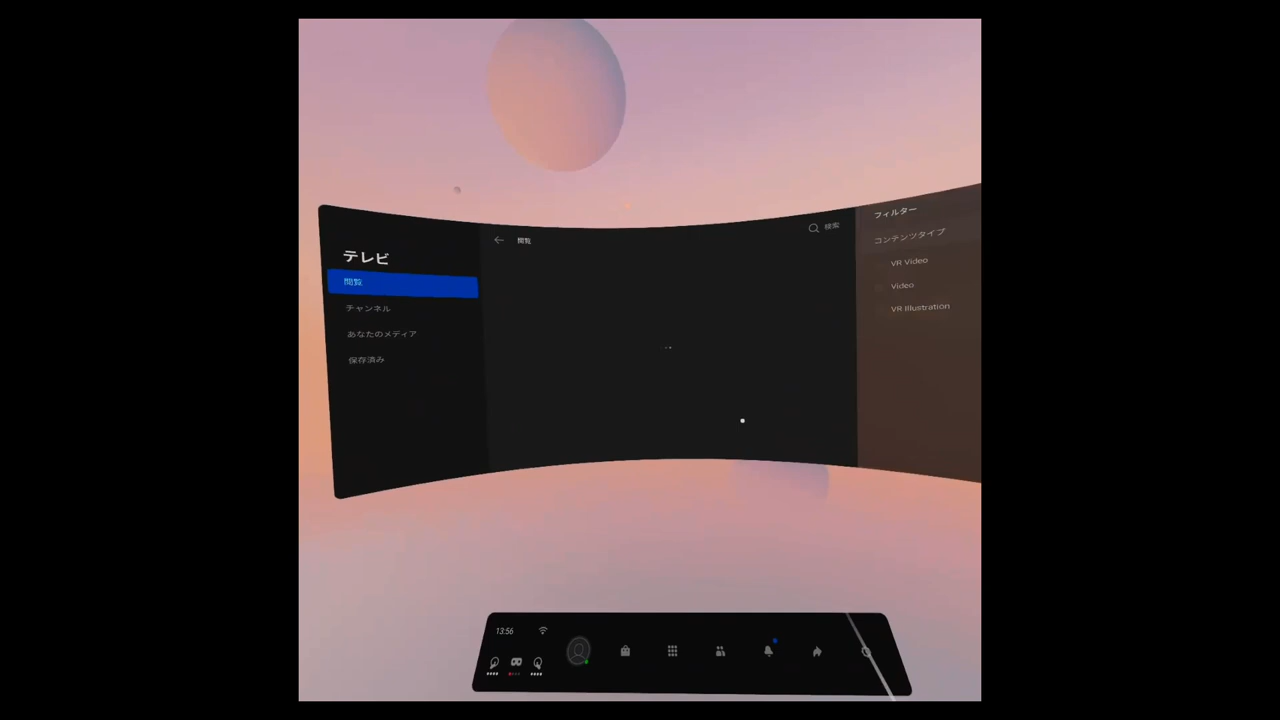 テレビ
閲覧
チャンネル
あなたのメディア
保存済み
閲覧
検索
フィルター
コンテンツタイプ
VR Video
Video
VR Illustration
13:56